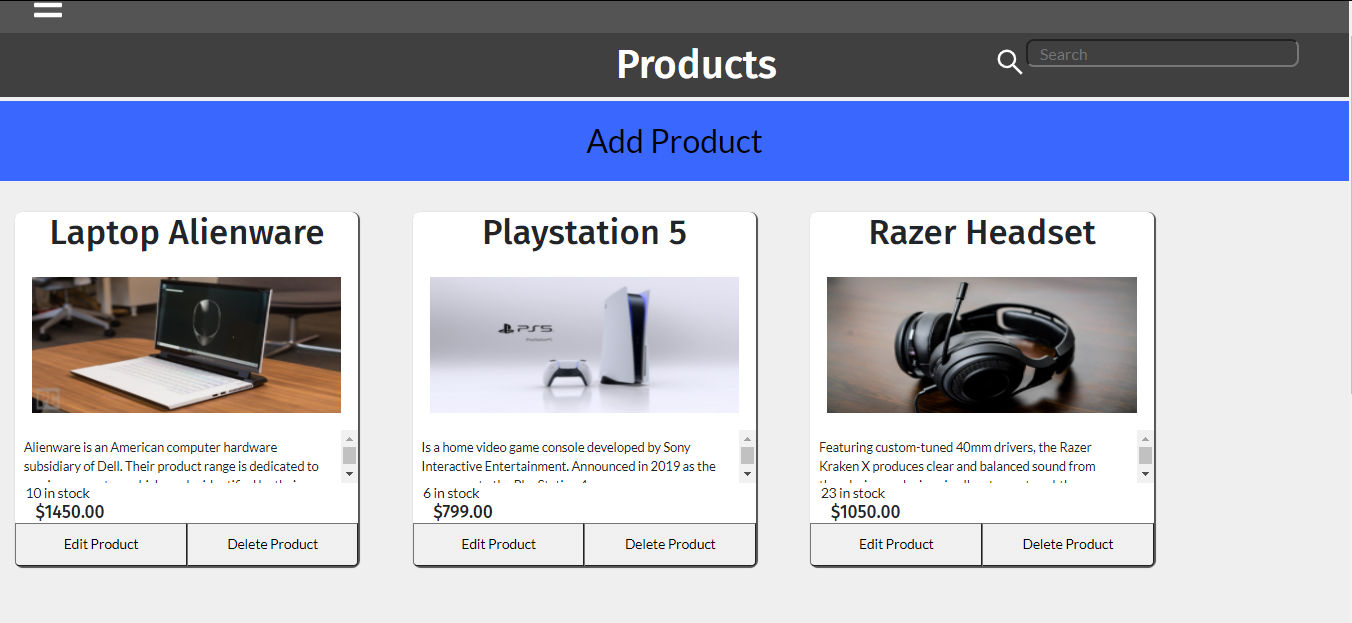 Products
Search
Add Product
Laptop Alienware
Playstation 5
Razer Headset
PS5
Alienware is an American computer hardware
subsidiary of Dell. Their product range is dedicated to
10 in stock
$1450.00
Edit Product
Delete Product
Is a home video game console developed by Sony
Interactive Entertainment. Announced in 2019 as the
6 in stock
$799.00
Edit Product
Delete Product
Featuring custom-tuned 40mm drivers, the Razer
Kraken X produces clear and balanced sound from
23 in stock
$1050.00
Edit Product
Delete Product